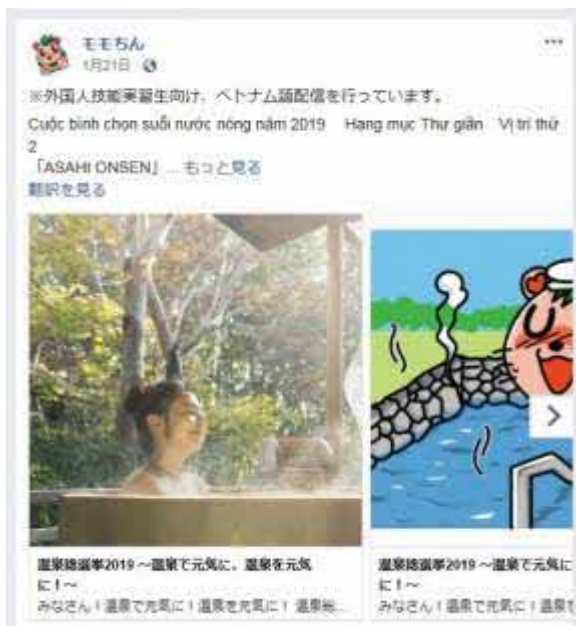 モモちん
1月21日
※外国人技能実習生向け、ベトナム語配信を行っています。
Cuộc bình chọn suối nước nóng năm 2019 Hạng mục Thư giãn Vị trí thứ
2
「ASAHI ONSEN」... もっと見る
翻訳を見る
温泉総選挙2019 ～温泉で元気に、温泉を元気
に！～
みなさん！温泉で元気に！温泉を元気に！ 温泉総...
温泉総選挙2019 ～温泉で元気に
に！～
みなさん！温泉で元気に！温泉を